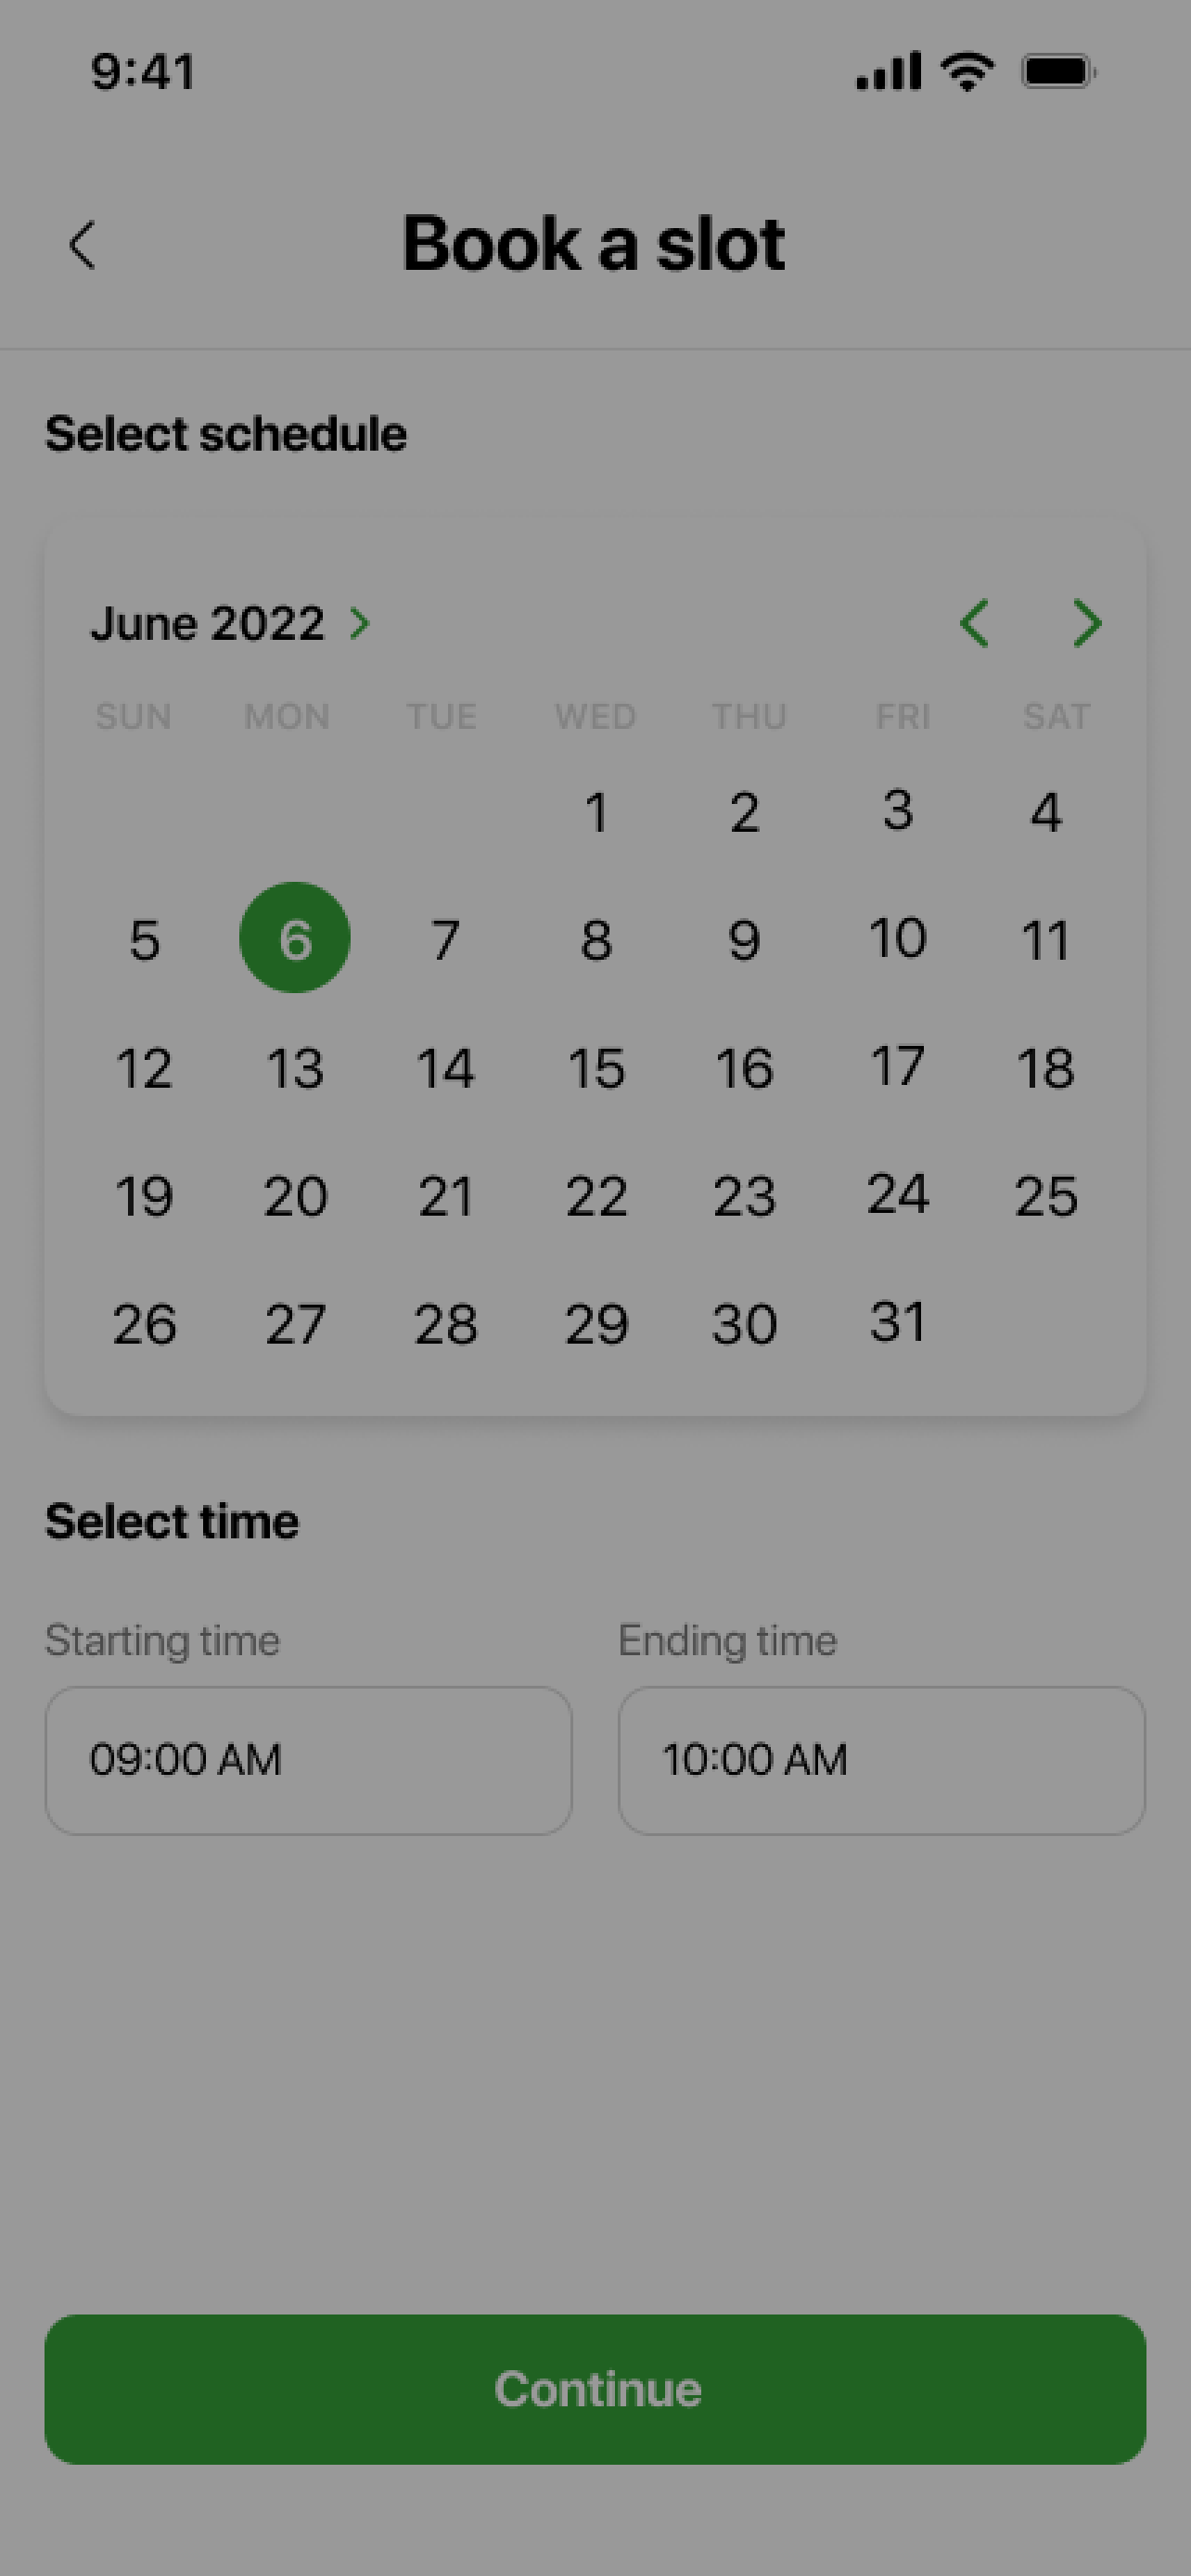 9:41
Book a slot
Select schedule
June 2022
SUN MON TUE WED THU FRI SAT
1 2 3 4
5 6 7 8 9 10 11
12 13 14 15 16 17 18
19 20 21 22 23 24 25
26 27 28 29 30 31
Select time
Starting time Ending time
09:00 AM 10:00 AM
Continue